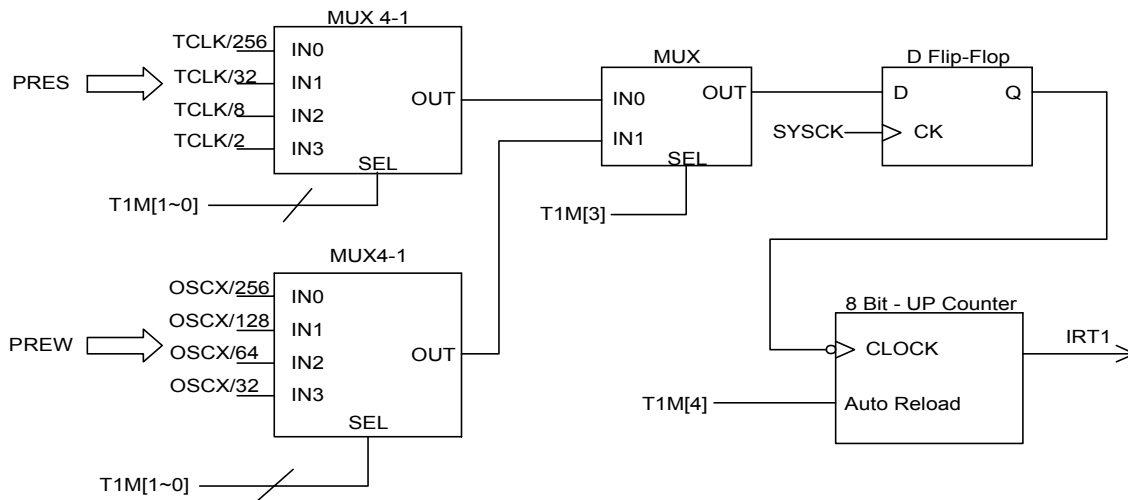 MUX 4-1
PRES
TCLK/256
TCLK/32
TCLK/8
TCLK/2
IN0
IN1
IN2
IN3
OUT
SEL
T1M[1~0]
MUX
IN0
IN1
OUT
SEL
T1M[3]
D Flip-Flop
D
Q
SYSCK
CK
MUX4-1
PREW
OSCX/256
OSCX/128
OSCX/64
OSCX/32
IN0
IN1
IN2
IN3
OUT
SEL
T1M[1~0]
8 Bit - UP Counter
CLOCK
IRT1
T1M[4]
Auto Reload